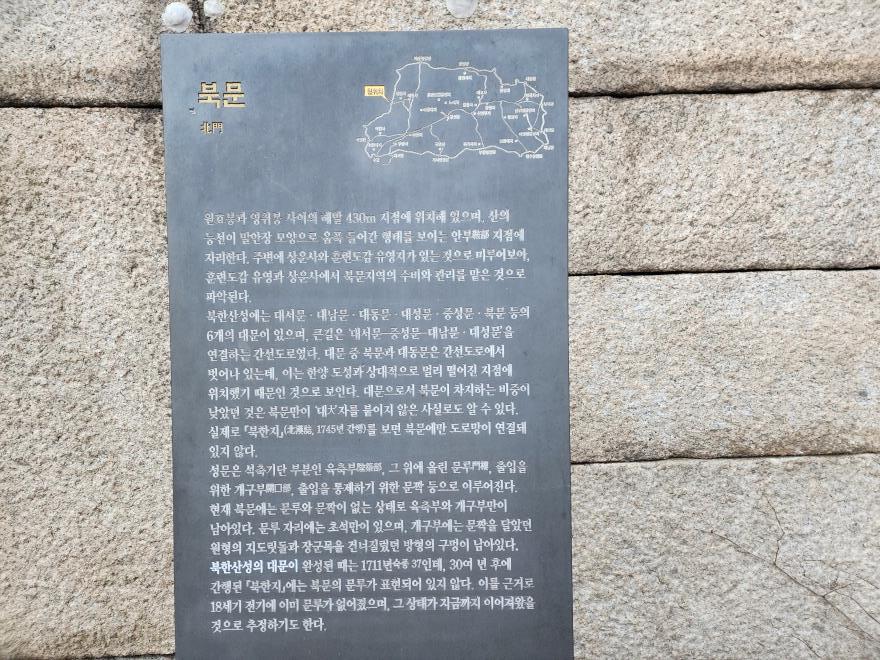 북문
北門
현위치
원효봉과 영취봉 사이의 해발 430m 지점에 위치해 있으며, 산의
능선이 말안장 모양으로 움푹 들어간 형태를 보이는 안부鞍部 지점에
자리한다. 주변에 상운사와 훈련도감 유영지가 있는 것으로 미루어보아,
훈련도감 유영과 상운사에서 북문지역의 수비와 관리를 맡은 것으로
파악된다.
북한산성에는 대서문·대남문·대동문·대성문·중성문·북문 등의
6개의 대문이 있으며, 큰길은 '대서문─중성문─대남문·대성문'을
연결하는 간선도로였다. 대문 중 북문과 대동문은 간선도로에서
벗어나 있는데, 이는 한양 도성과 상대적으로 멀리 떨어진 지점에
위치했기 때문인 것으로 보인다. 대문으로서 북문이 차지하는 비중이
낮았던 것은 북문만이 '대大'자를 붙이지 않은 사실로도 알 수 있다.
실제로 『북한지』(北漢誌, 1745년 간행)를 보면 북문에만 도로망이 연결돼
있지 않다.
성문은 석축기단 부분인 육축부陸築部, 그 위에 올린 문루門樓, 출입을
위한 개구부開口部, 출입을 통제하기 위한 문짝 등으로 이루어진다.
현재 북문에는 문루와 문짝이 없는 상태로 육축부와 개구부만이
남아있다. 문루 자리에는 초석만이 있으며, 개구부에는 문짝을 달았던
원형의 지도릿돌과 장군목을 건너질렀던 방형의 구멍이 남아있다.
북한산성의 대문이 완성된 때는 1711년숙종 37인데, 30여 년 후에
간행된 『북한지』에는 북문의 문루가 표현되어 있지 않다. 이를 근거로
18세기 전기에 이미 문루가 없어졌으며, 그 상태가 지금까지 이어져왔을
것으로 추정하기도 한다.